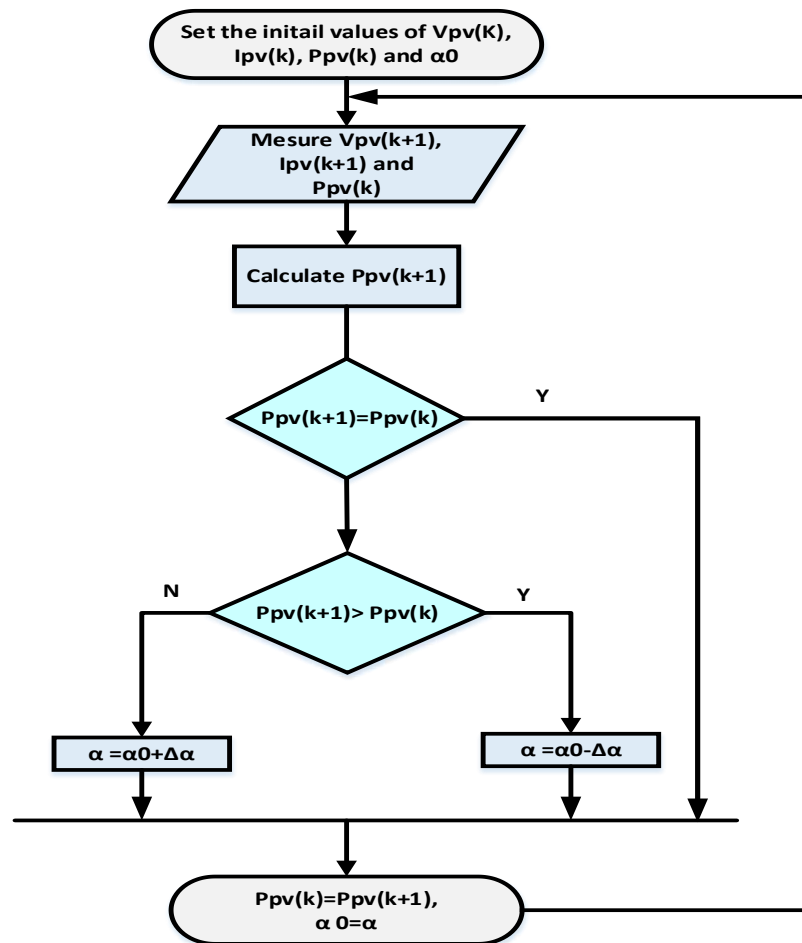 Set the initail values of Vpv(K),
Ipv(k), Ppv(k) and α0
Mesure Vpv(k+1),
Ipv(k+1) and
Ppv(k)
Calculate Ppv(k+1)
Ppv(k+1)=Ppv(k)
Y
Ppv(k+1)> Ppv(k)
N
Y
α =α0+Δα
α =α0-Δα
Ppv(k)=Ppv(k+1),
α 0=α